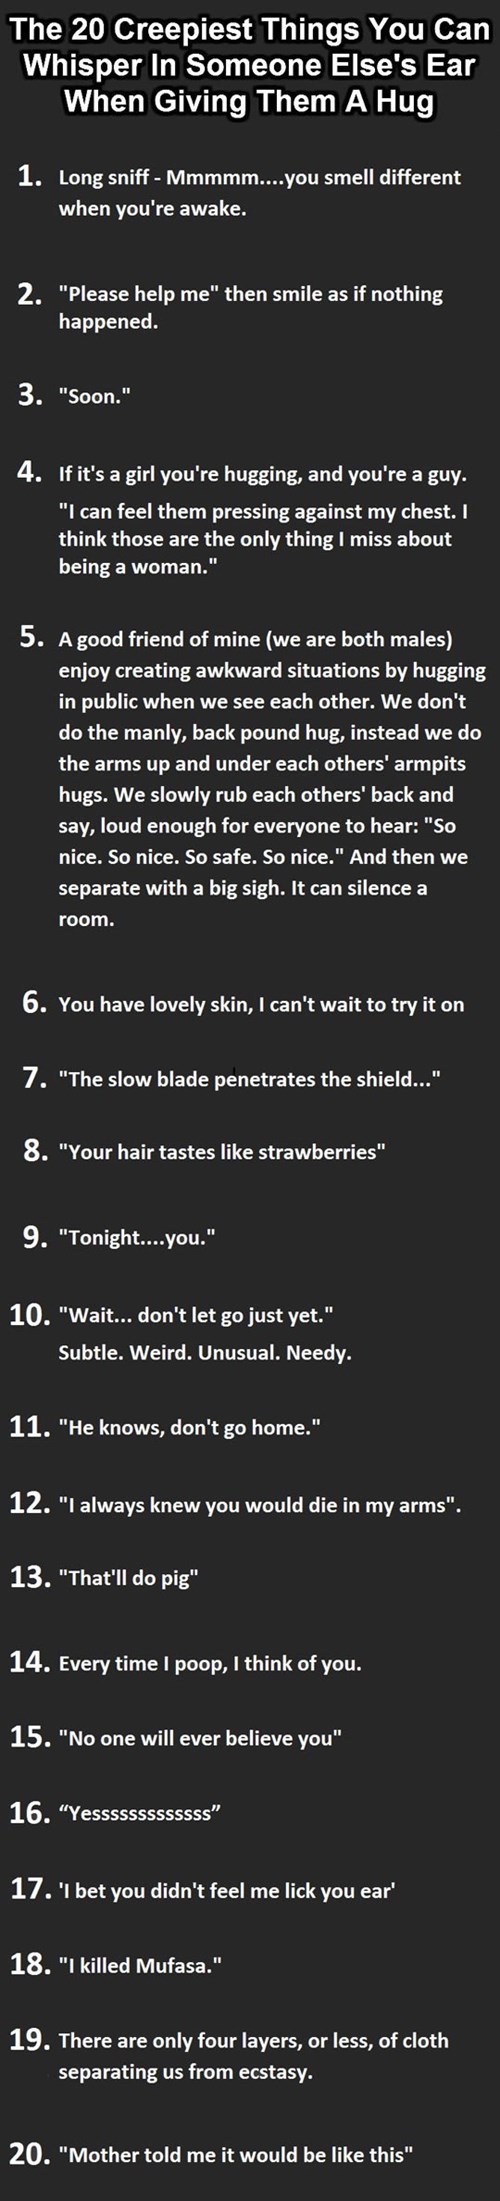 The 20 Creepiest Things You Can
Whisper In Someone Else's Ear
When Giving Them A Hug
1. Long sniff - Mmmmm....you smell different
when you're awake.
2. "Please help me" then smile as if nothing
happened.
3. "Soon."
4. If it's a girl you're hugging, and you're a guy.
"I can feel them pressing against my chest. I
think those are the only thing I miss about
being a woman."
5. A good friend of mine (we are both males)
enjoy creating awkward situations by hugging
in public when we see each other. We don't
do the manly, back pound hug, instead we do
the arms up and under each others' armpits
hugs. We slowly rub each others' back and
say, loud enough for everyone to hear: "So
nice. So nice. So safe. So nice." And then we
separate with a big sigh. It can silence a
room.
6. You have lovely skin, I can't wait to try it on
7. "The slow blade penetrates the shield..."
8. "Your hair tastes like strawberries"
9. "Tonight....you."
10. "Wait... don't let go just yet."
Subtle. Weird. Unusual. Needy.
11. "He knows, don't go home."
12. "I always knew you would die in my arms".
13. "That'll do pig"
14. Every time I poop, I think of you.
15. "No one will ever believe you"
16. “Yesssssssssssss”
17. 'I bet you didn't feel me lick you ear'
18. "I killed Mufasa."
19. There are only four layers, or less, of cloth
separating us from ecstasy.
20. "Mother told me it would be like this"